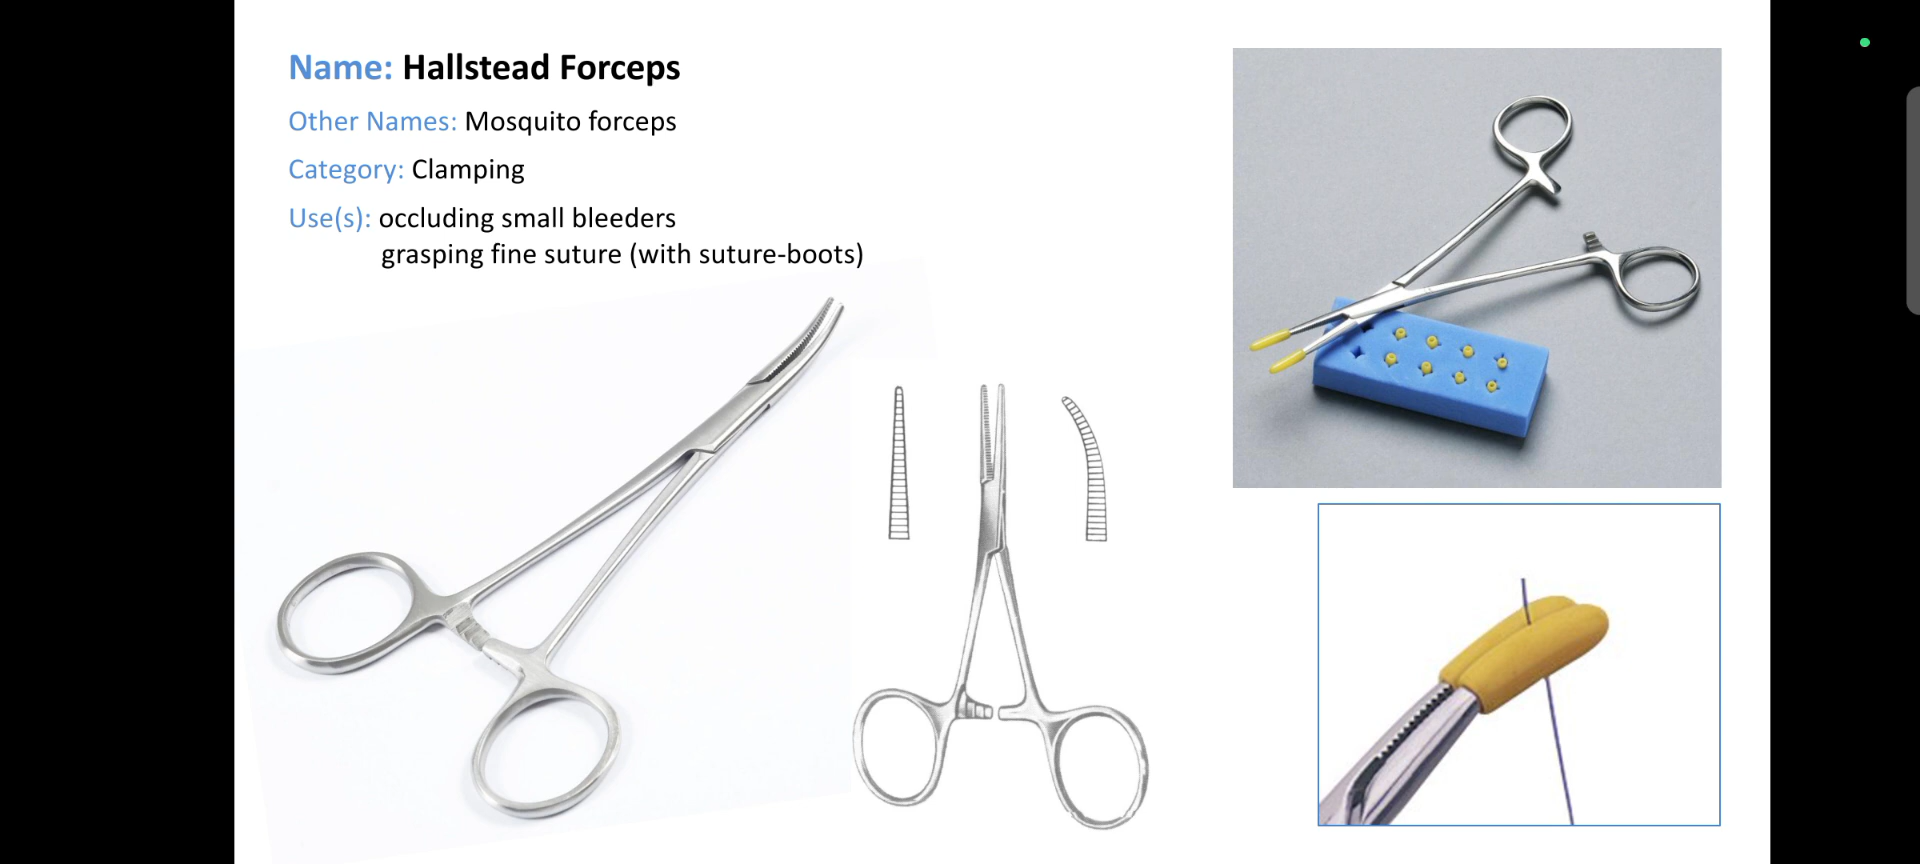 Name: Hallstead Forceps
Other Names: Mosquito forceps
Category: Clamping
Use(s): occluding small bleeders
grasping fine suture (with suture-boots)